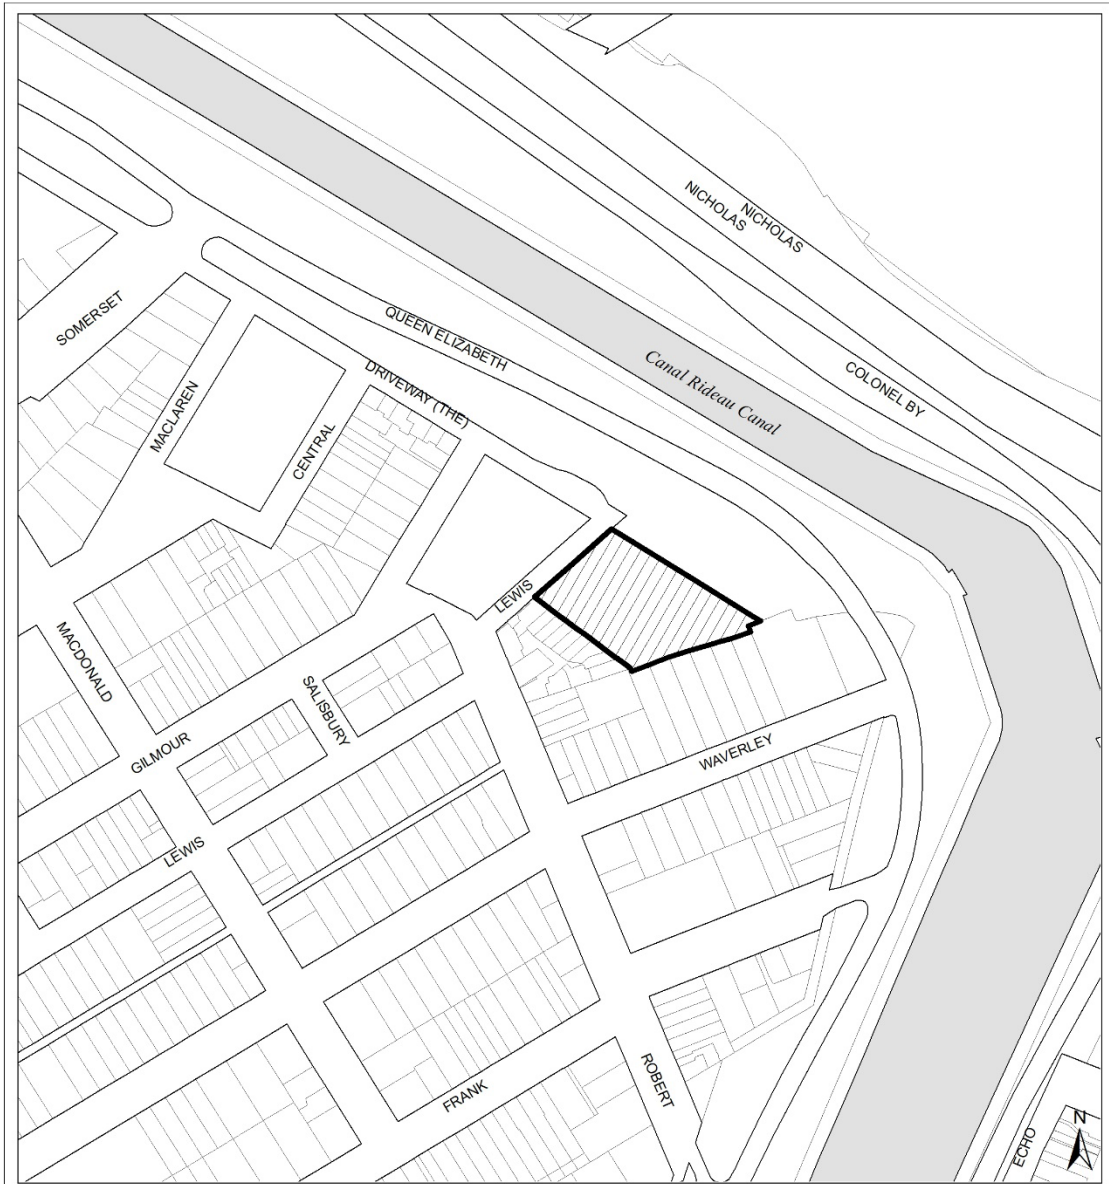 NICHOLAS
NICHOLAS
SOMERSET
QUEEN ELIZABETH
Canal Rideau Canal
COLONEL BY
DRIVEWAY (THE)
MACLAREN
CENTRAL
LEWIS
MACDONALD
SALISBURY
GILMOUR
WAVERLEY
LEWIS
ROBERT
FRANK
N
ECHO